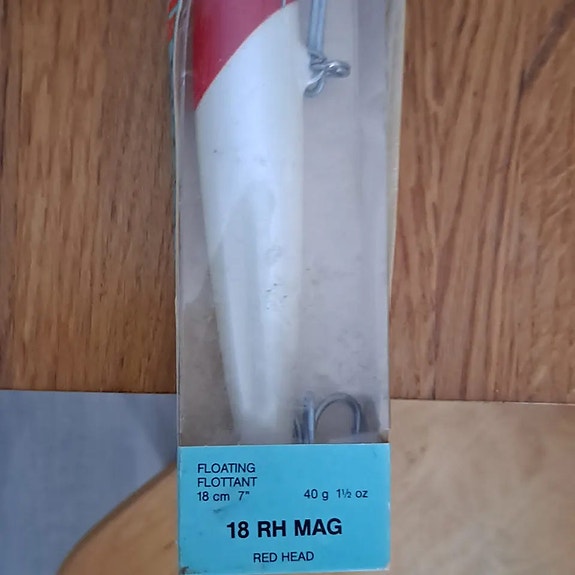 FLOATING
FLOTTANT
18 cm 7" 40 g 1½ oz
18 RH MAG
RED HEAD